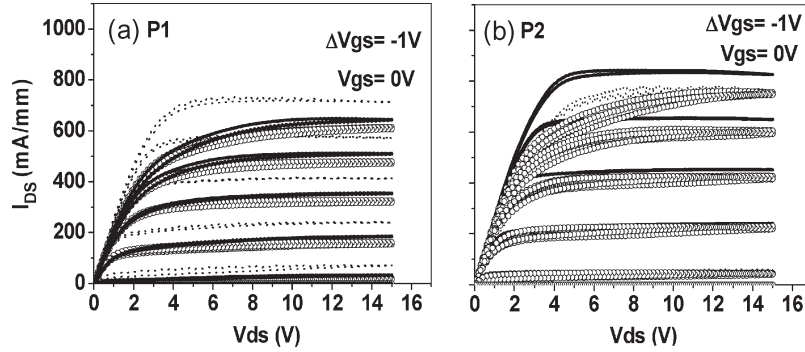 (a) P1
ΔVgs= -1V
Vgs= 0V
1000
800
600
400
200
0
I_DS (mA/mm)
0 2 4 6 8 10 12 14 16
Vds (V)
(b) P2
ΔVgs= -1V
Vgs= 0V
0 2 4 6 8 10 12 14 16
Vds (V)